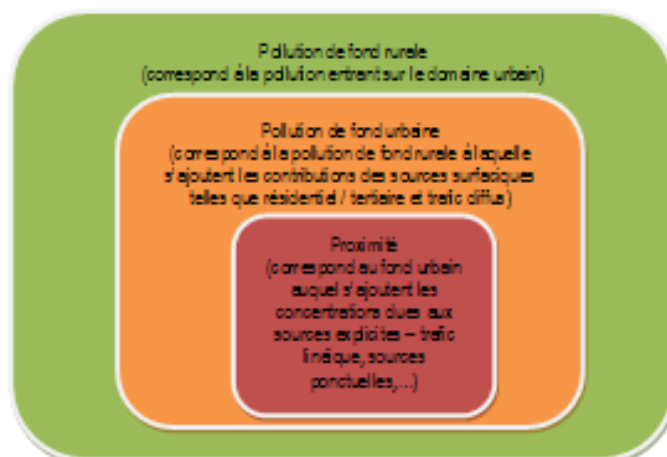 Pollution de fond rurale
(correspond à la pollution entrant sur le domaine urbain)
Pollution de fond urbaine
(correspond à la pollution de fond rurale à laquelle
s'ajoutent les contributions des sources surfaciques
telles que résidentiel / tertiaire et trafic diffus)
Proximité
(correspond au fond urbain
auquel s'ajoutent les
concentrations dues aux
sources explicites – trafic
linéique, sources
ponctuelles,...)